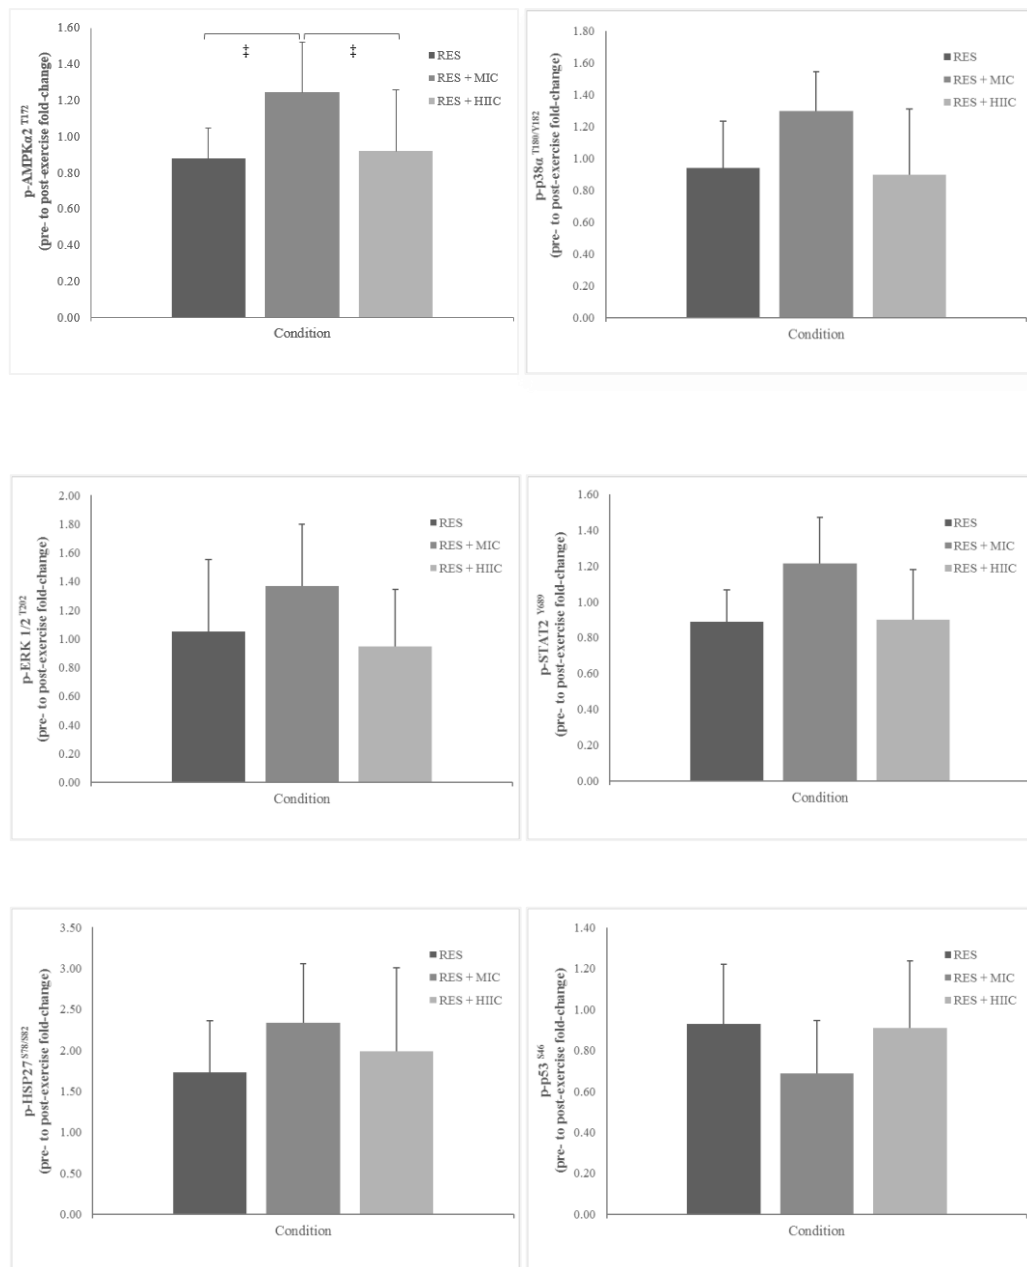 p-AMPKα2 T172
(pre- to post-exercise fold-change)
1.60
1.40
1.20
1.00
0.80
0.60
0.40
0.20
0.00
‡ ‡
RES
RES + MIC
RES + HIIC
Condition
p-p38α T180/Y182
(pre- to post-exercise fold-change)
1.80
1.60
1.40
1.20
1.00
0.80
0.60
0.40
0.20
0.00
RES
RES + MIC
RES + HIIC
Condition
p-ERK 1/2 T202
(pre- to post-exercise fold-change)
2.00
1.80
1.60
1.40
1.20
1.00
0.80
0.60
0.40
0.20
0.00
RES
RES + MIC
RES + HIIC
Condition
p-STAT2 Y689
(pre- to post-exercise fold-change)
1.60
1.40
1.20
1.00
0.80
0.60
0.40
0.20
0.00
RES
RES + MIC
RES + HIIC
Condition
p-HSP27 S78/S82
(pre- to post-exercise fold-change)
3.50
3.00
2.50
2.00
1.50
1.00
0.50
0.00
RES
RES + MIC
RES + HIIC
Condition
p-p53 S46
(pre- to post-exercise fold-change)
1.40
1.20
1.00
0.80
0.60
0.40
0.20
0.00
RES
RES + MIC
RES + HIIC
Condition